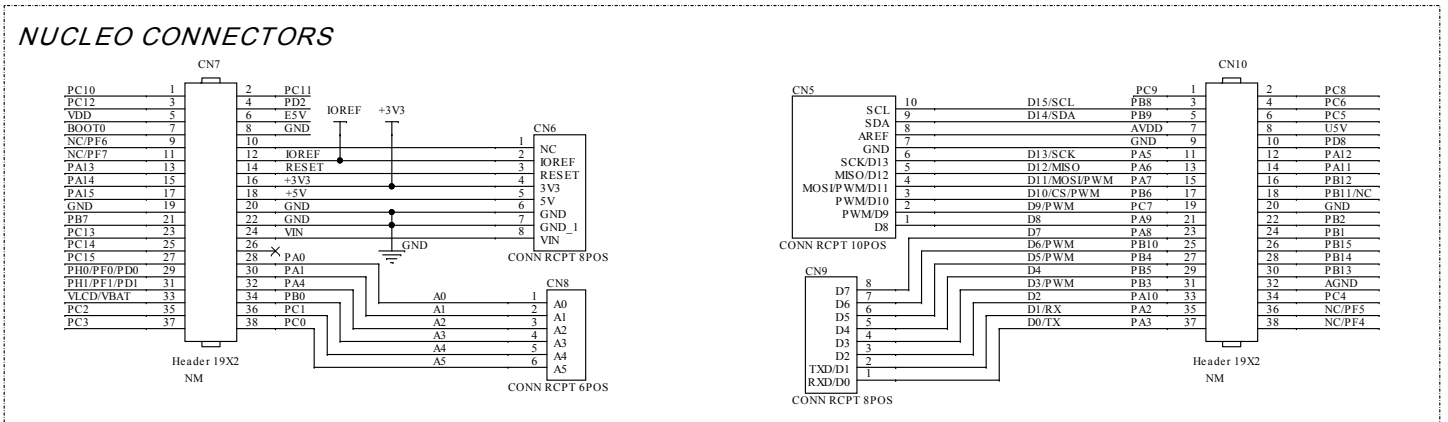 NUCLEO CONNECTORS
CN7
PC10 1 2 PC11
PC12 3 4 PD2
VDD 5 6 E5V
BOOT0 7 8 GND
NC/PF6 9 10
NC/PF7 11 12 IOREF
PA13 13 14 RESET
PA14 15 16 +3V3
PA15 17 18 +5V
GND 19 20 GND
PB7 21 22 GND
PC13 23 24 VIN
PC14 25 26
PC15 27 28 PA0
PH0/PF0/PD0 29 30 PA1
PH1/PF1/PD1 31 32 PA4
VLCD/VBAT 33 34 PB0
PC2 35 36 PC1
PC3 37 38 PC0
Header 19X2
NM
IOREF +3V3
GND
CN6
1 NC
2 IOREF
3 RESET
4 3V3
5 5V
6 GND
7 GND_1
8 VIN
CONN RCPT 8POS
CN8
A0 1 A0
A1 2 A1
A2 3 A2
A3 4 A3
A4 5 A4
A5 6 A5
CONN RCPT 6POS
CN5
SCL 10 D15/SCL
SDA 9 D14/SDA
AREF 8
GND 7
SCK/D13 6 D13/SCK
MISO/D12 5 D12/MISO
MOSI/PWM/D11 4 D11/MOSI/PWM
PWM/D10 3 D10/CS/PWM
PWM/D9 2 D9/PWM
D8 1 D8
CONN RCPT 10POS
D7
D6/PWM
D5/PWM
D4
D3/PWM
D2
D1/RX
D0/TX
CN9
D7 8
D6 7
D5 6
D4 5
D3 4
D2 3
TXD/D1 2
RXD/D0 1
CONN RCPT 8POS
CN10
PC9 1 2 PC8
PB8 3 4 PC6
PB9 5 6 PC5
AVDD 7 8 U5V
GND 9 10 PD8
PA5 11 12 PA12
PA6 13 14 PA11
PA7 15 16 PB12
PB6 17 18 PB11/NC
PC7 19 20 GND
PA9 21 22 PB2
PA8 23 24 PB1
PB10 25 26 PB15
PB4 27 28 PB14
PB5 29 30 PB13
PB3 31 32 AGND
PA10 33 34 PC4
PA2 35 36 NC/PF5
PA3 37 38 NC/PF4
Header 19X2
NM